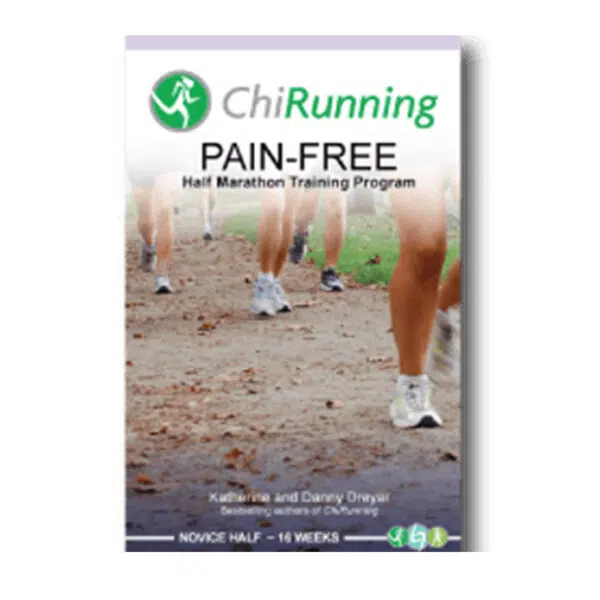 ChiRunning
PAIN-FREE
Half Marathon Training Program
Katherine and Danny Dreyer
Bestselling authors of ChiRunning
NOVICE HALF – 16 WEEKS